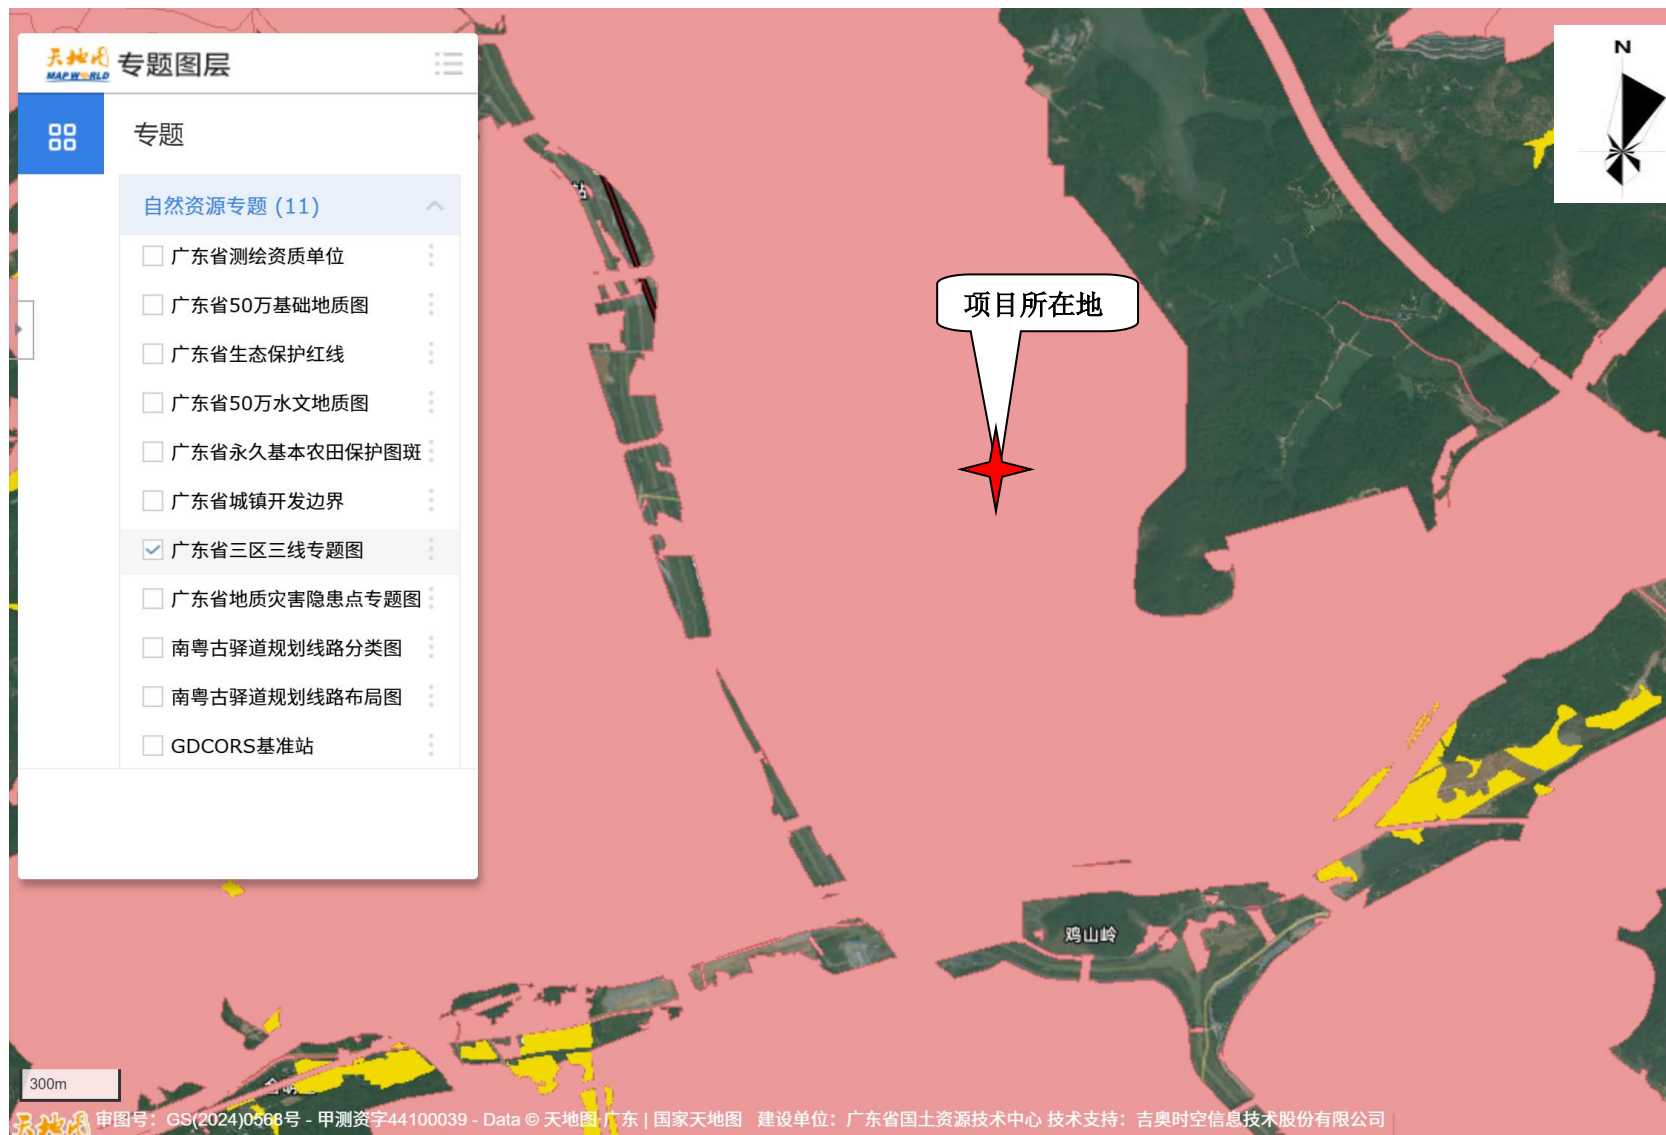 天地图
MAP WORLD
专题图层
N
专题
自然资源专题 (11)
广东省测绘资质单位
广东省50万基础地质图
广东省生态保护红线
广东省50万水文地质图
广东省永久基本农田保护图斑
广东省城镇开发边界
广东省三区三线专题图
广东省地质灾害隐患点专题图
南粤古驿道规划线路分类图
南粤古驿道规划线路布局图
GDCORS基准站
站
项目所在地
鸡山岭
300m
天地图
审图号：GS(2024)0568号 - 甲测资字44100039 - Data © 天地图·广东 | 国家天地图 建设单位：广东省国土资源技术中心 技术支持：吉奥时空信息技术股份有限公司